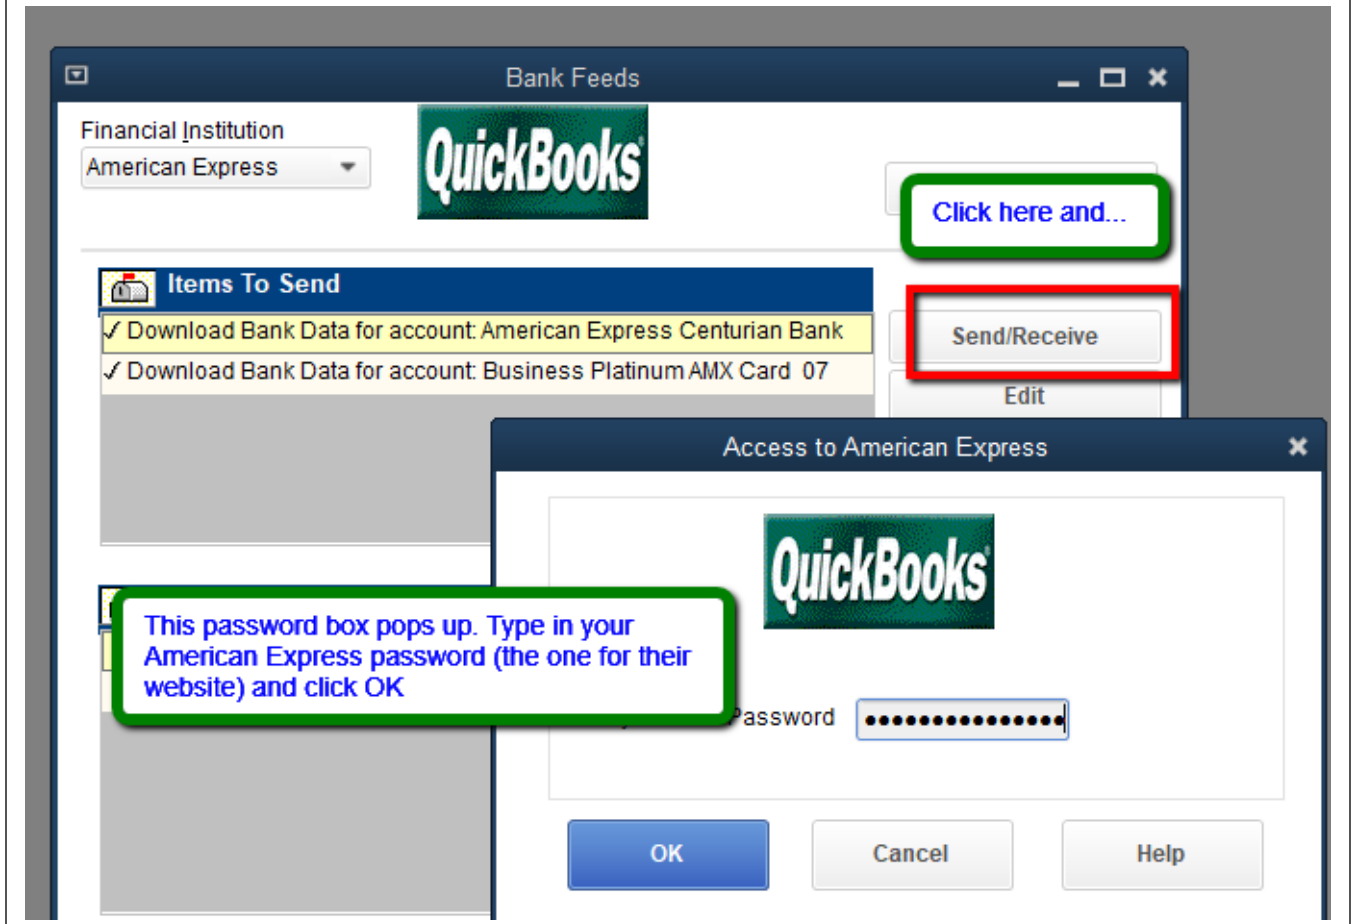 Bank Feeds
Financial Institution
American Express
QuickBooks
Click here and...
Items To Send
✓ Download Bank Data for account: American Express Centurian Bank
✓ Download Bank Data for account: Business Platinum AMX Card 07
Send/Receive
Edit
Access to American Express
QuickBooks
This password box pops up. Type in your
American Express password (the one for their
website) and click OK
Password
OK
Cancel
Help